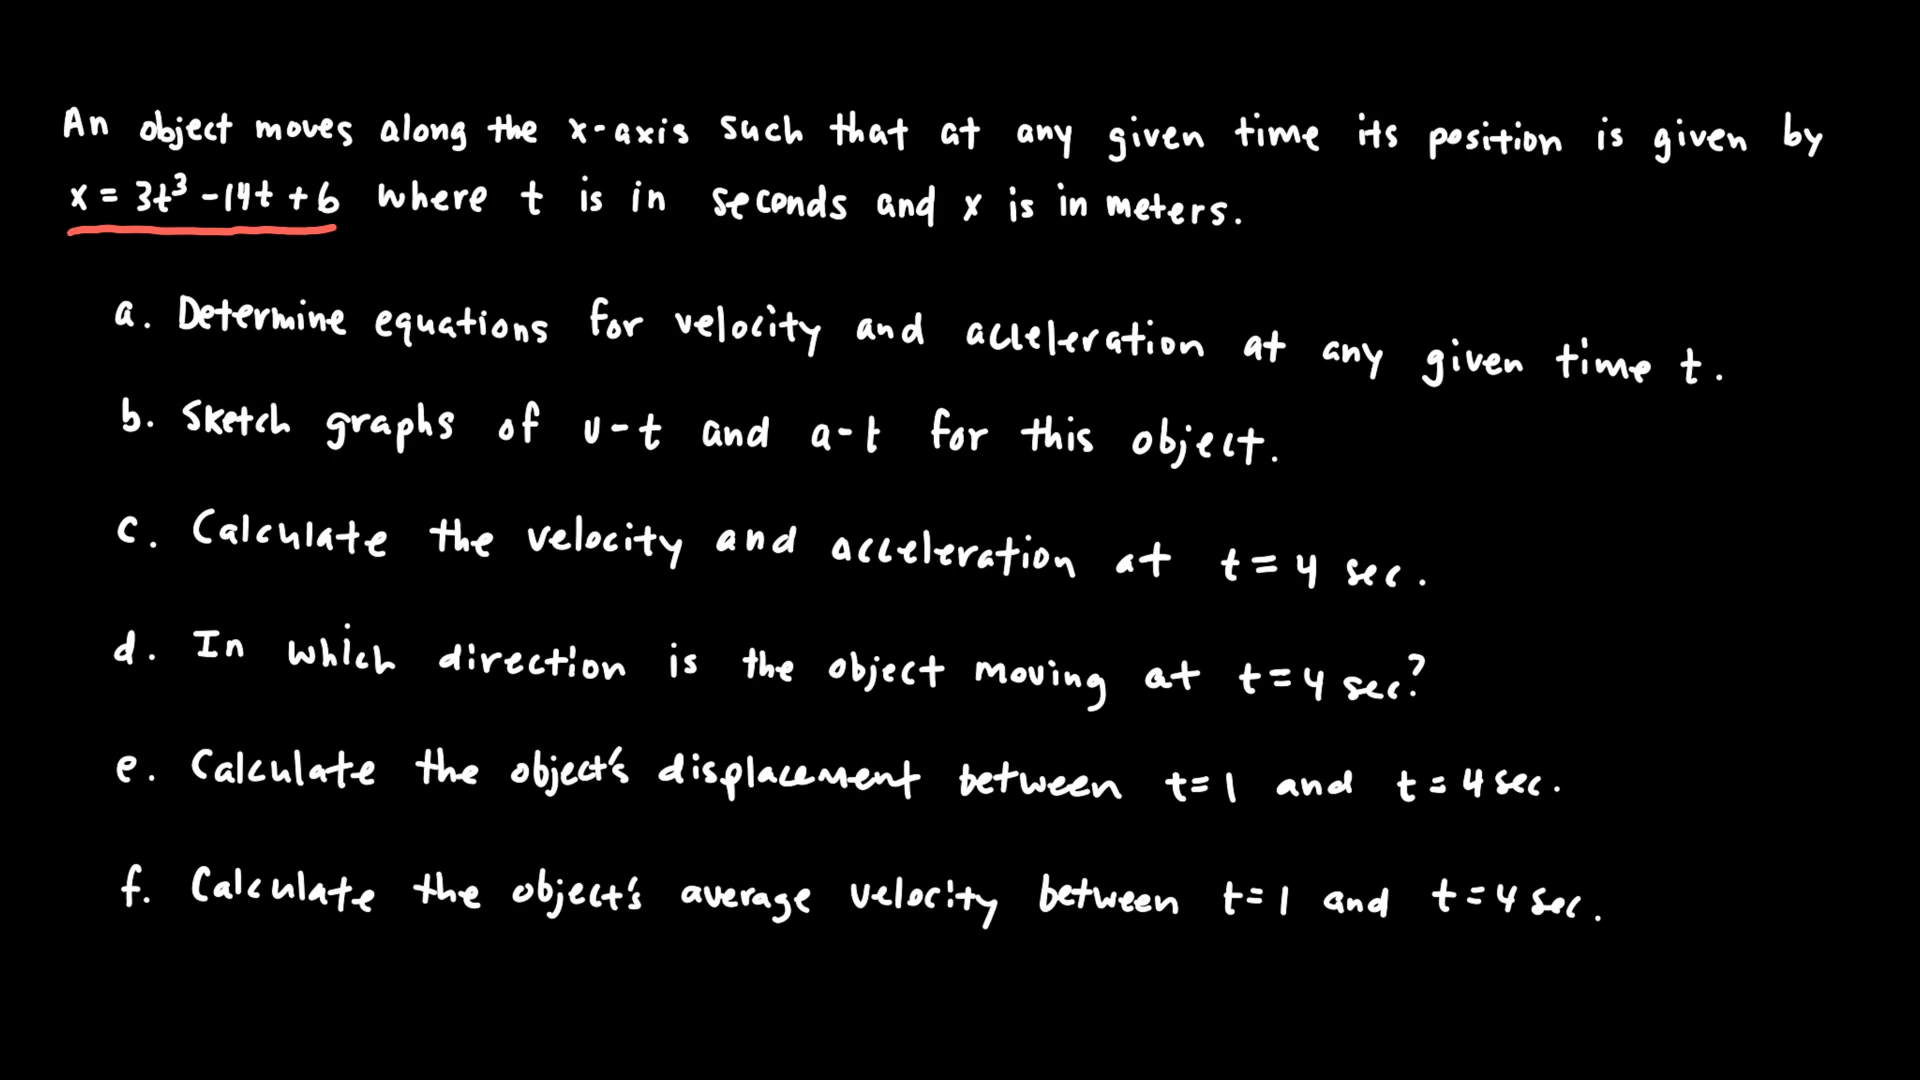 An object moves along the x-axis such that at any given time its position is given by
x = 3t³ - 14t + 6 where t is in seconds and x is in meters.
a. Determine equations for velocity and acceleration at any given time t.
b. Sketch graphs of v-t and a-t for this object.
c. Calculate the velocity and acceleration at t = 4 sec.
d. In which direction is the object moving at t = 4 sec?
e. Calculate the object's displacement between t = 1 and t = 4 sec.
f. Calculate the object's average velocity between t = 1 and t = 4 sec.